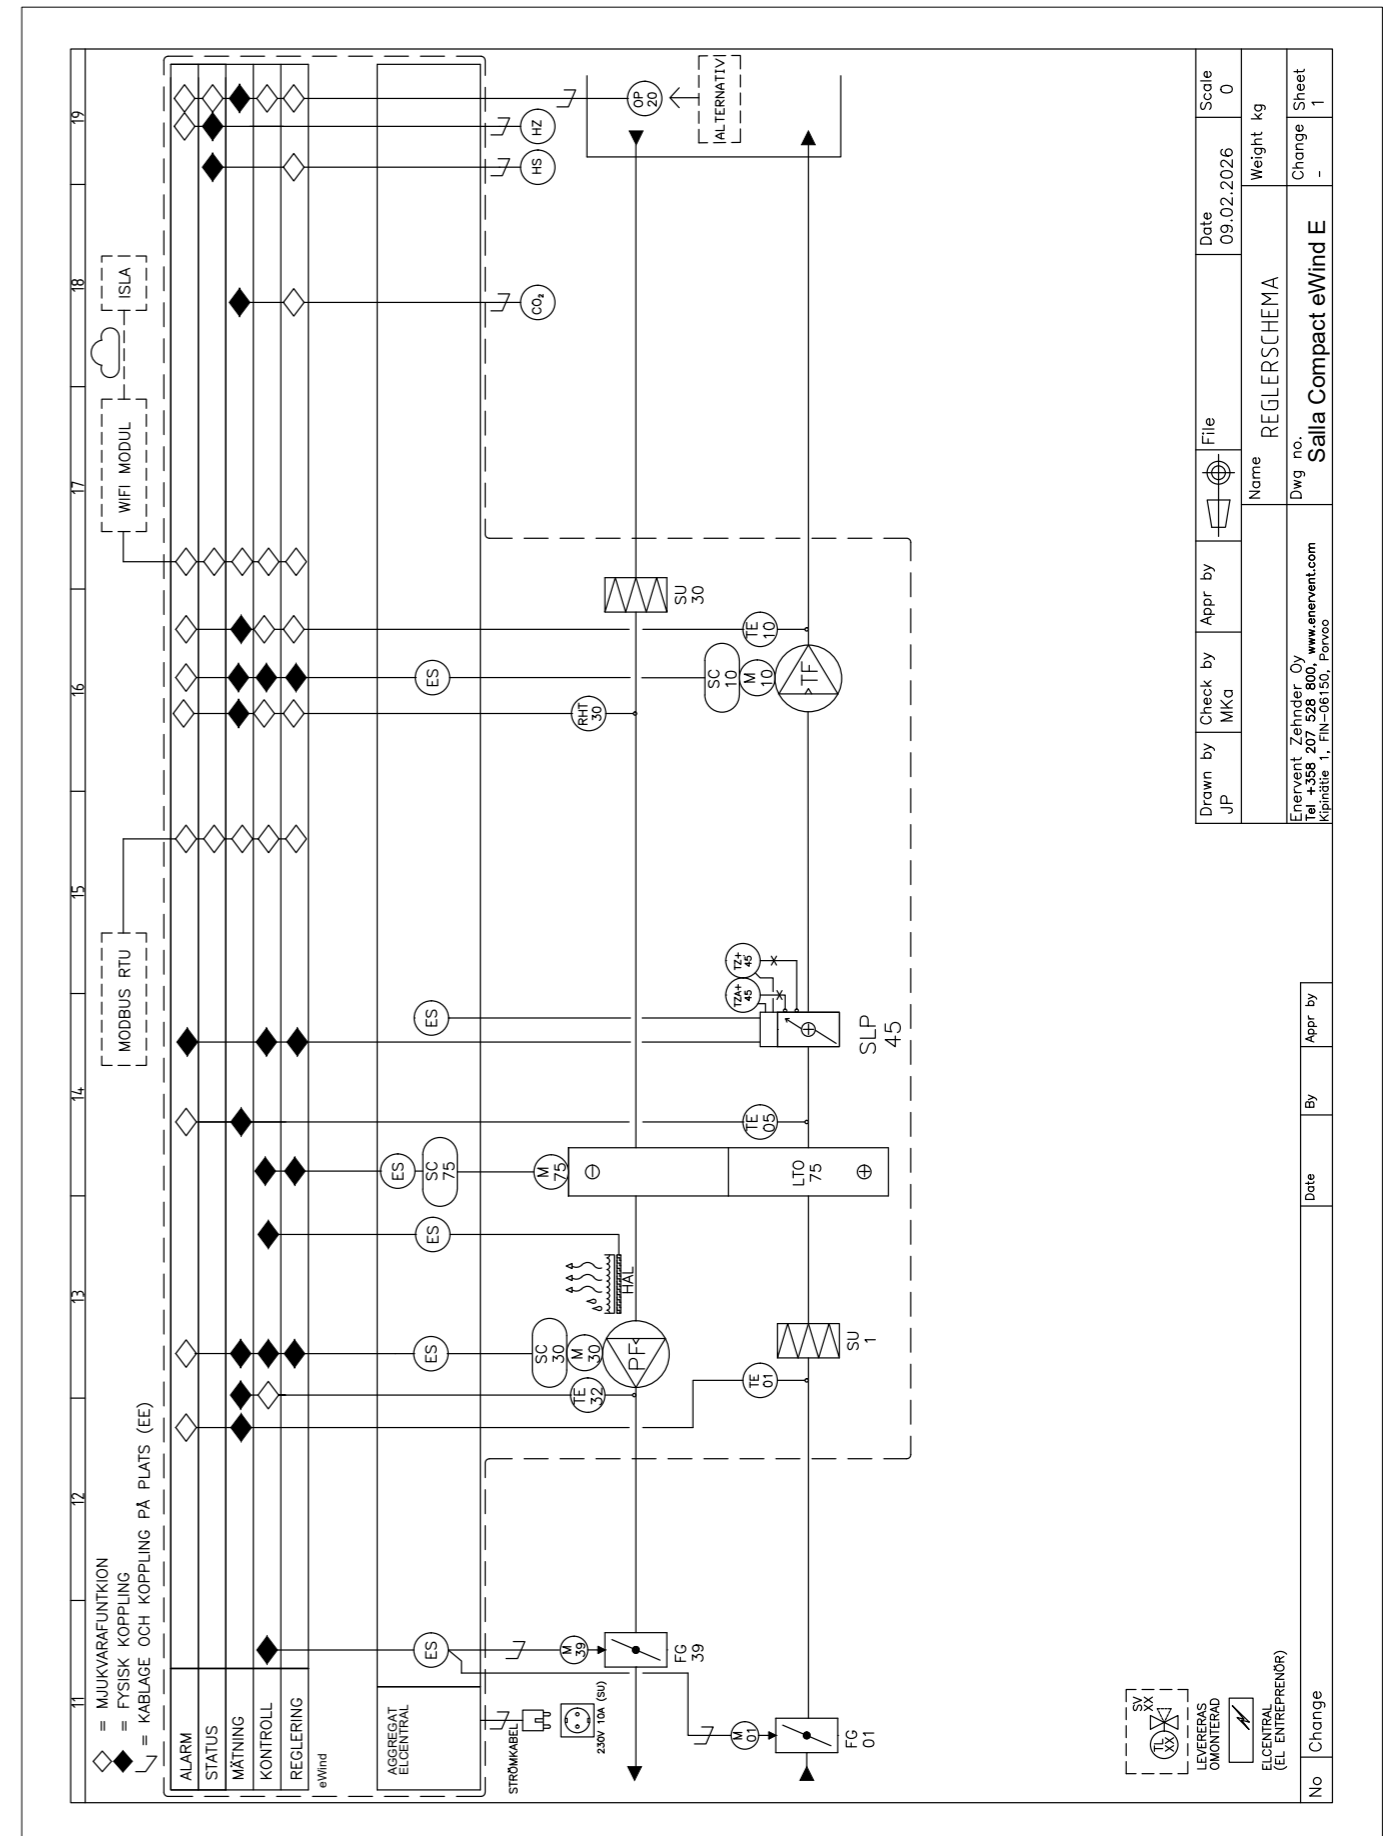 11
12
13
14
15
16
17
18
19
= MJUKVARAFUNTKION
= FYSISK KOPPLING
= KABLAGE OCH KOPPLING PÅ PLATS (EE)
MODBUS RTU
WIFI MODUL
ISLA
ALARM
STATUS
MÄTNING
KONTROLL
REGLERING
eWind
AGGREGAT
ELCENTRAL
ES
ES
ES
ES
SC
75
ES
ES
STRÖMKABEL
230V 10A (SU)
M
39
FG
39
M
01
FG
01
TE
32
SC
30
M
30
PF
HAL
TE
01
SU
1
M
75
LTO
75
TE
05
TZA+
45
TZ+
45
SLP
45
RHT
30
SC
10
M
10
TF
TE
10
SU
30
CO₂
HS
HZ
OP
20
ALTERNATIV
SV
XX
TL
XX
LEVERERAS
OMONTERAD
ELCENTRAL
(EL ENTREPRENÖR)
No
Change
Date
By
Appr by
Drawn by
JP
Check by
MKa
Appr by
File
Date
09.02.2026
Scale
0
Name
REGLERSCHEMA
Weight kg
Enervent Zehnder Oy
Tel +358 207 528 800, www.enervent.com
Kipinätie 1, FIN-06150, Porvoo
Dwg no.
Salla Compact eWind E
Change
-
Sheet
1